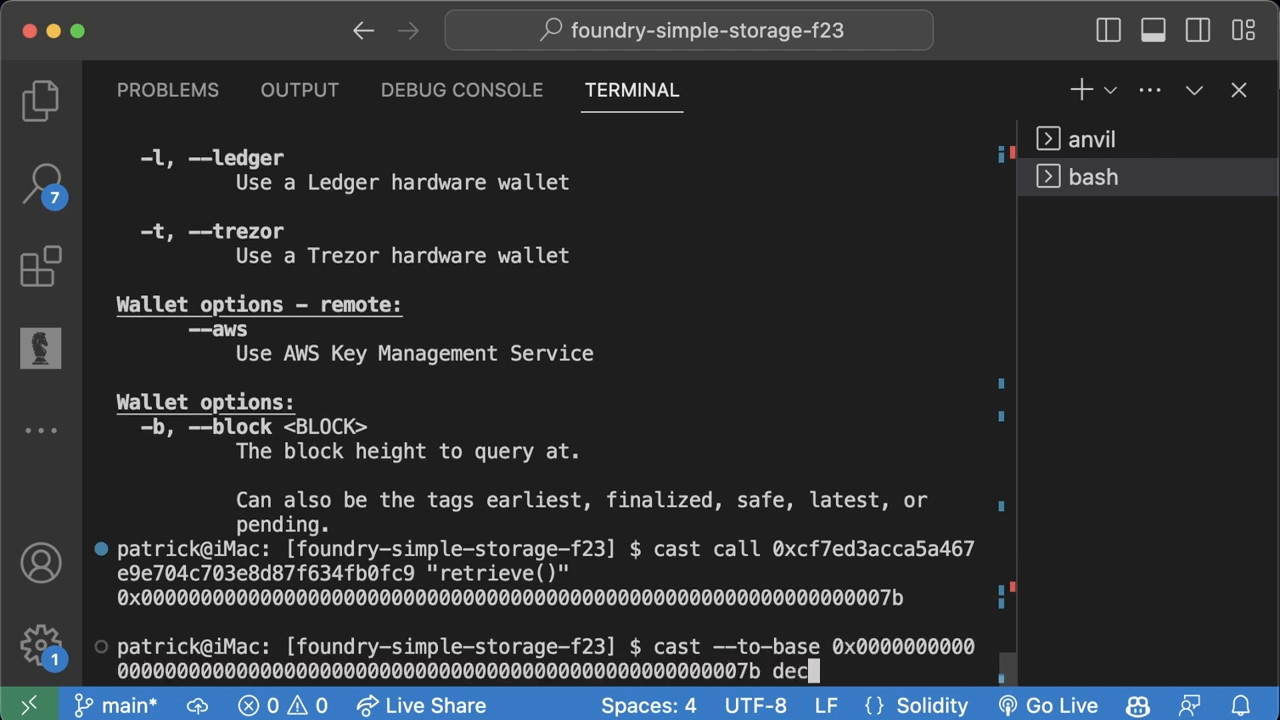 foundry-simple-storage-f23
PROBLEMS OUTPUT DEBUG CONSOLE TERMINAL
-l, --ledger
Use a Ledger hardware wallet
-t, --trezor
Use a Trezor hardware wallet
Wallet options - remote:
--aws
Use AWS Key Management Service
Wallet options:
-b, --block <BLOCK>
The block height to query at.
Can also be the tags earliest, finalized, safe, latest, or
pending.
patrick@iMac: [foundry-simple-storage-f23] $ cast call 0xcf7ed3acca5a467
e9e704c703e8d87f634fb0fc9 "retrieve()"
0x000000000000000000000000000000000000000000000000000000000000007b
patrick@iMac: [foundry-simple-storage-f23] $ cast --to-base 0x0000000000
00000000000000000000000000000000000000000000000000007b dec
anvil
bash
7
1
main* 0 0 Live Share Spaces: 4 UTF-8 LF {} Solidity Go Live